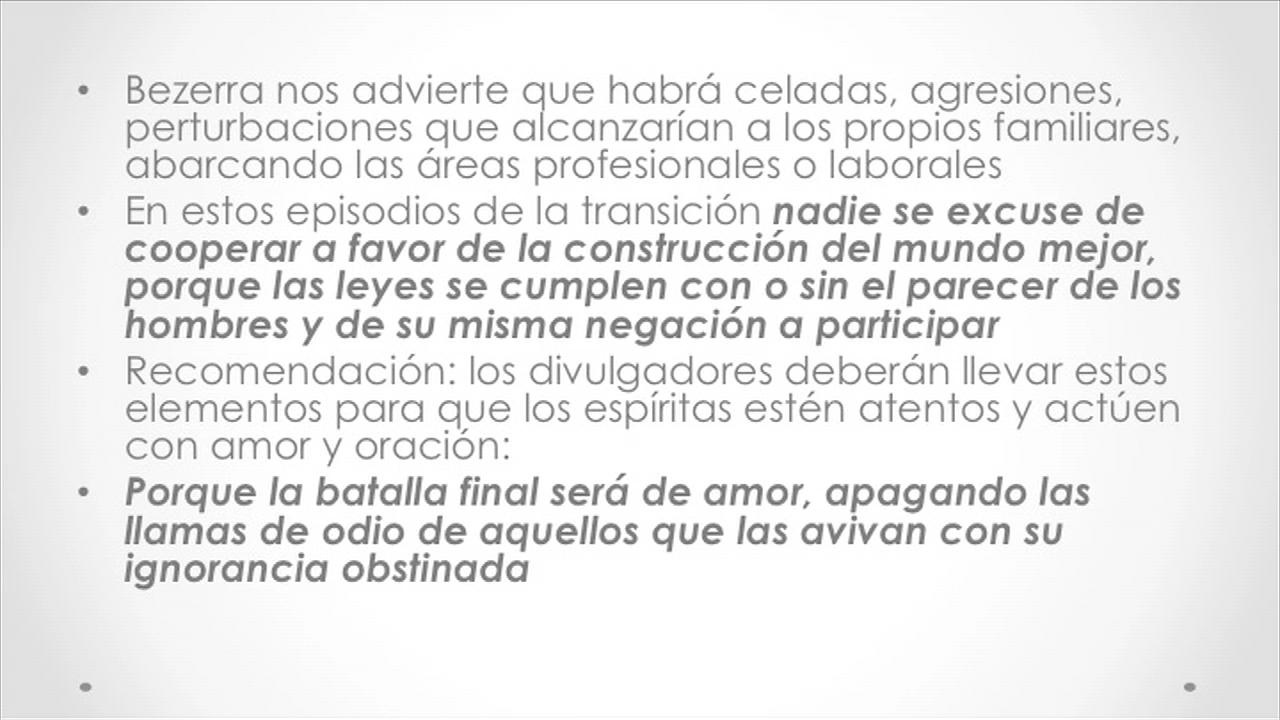 • Bezerra nos advierte que habrá celadas, agresiones,
perturbaciones que alcanzarían a los propios familiares,
abarcando las áreas profesionales o laborales
• En estos episodios de la transición nadie se excuse de
cooperar a favor de la construcción del mundo mejor,
porque las leyes se cumplen con o sin el parecer de los
hombres y de su misma negación a participar
• Recomendación: los divulgadores deberán llevar estos
elementos para que los espíritas estén atentos y actúen
con amor y oración:
• Porque la batalla final será de amor, apagando las
llamas de odio de aquellos que las avivan con su
ignorancia obstinada